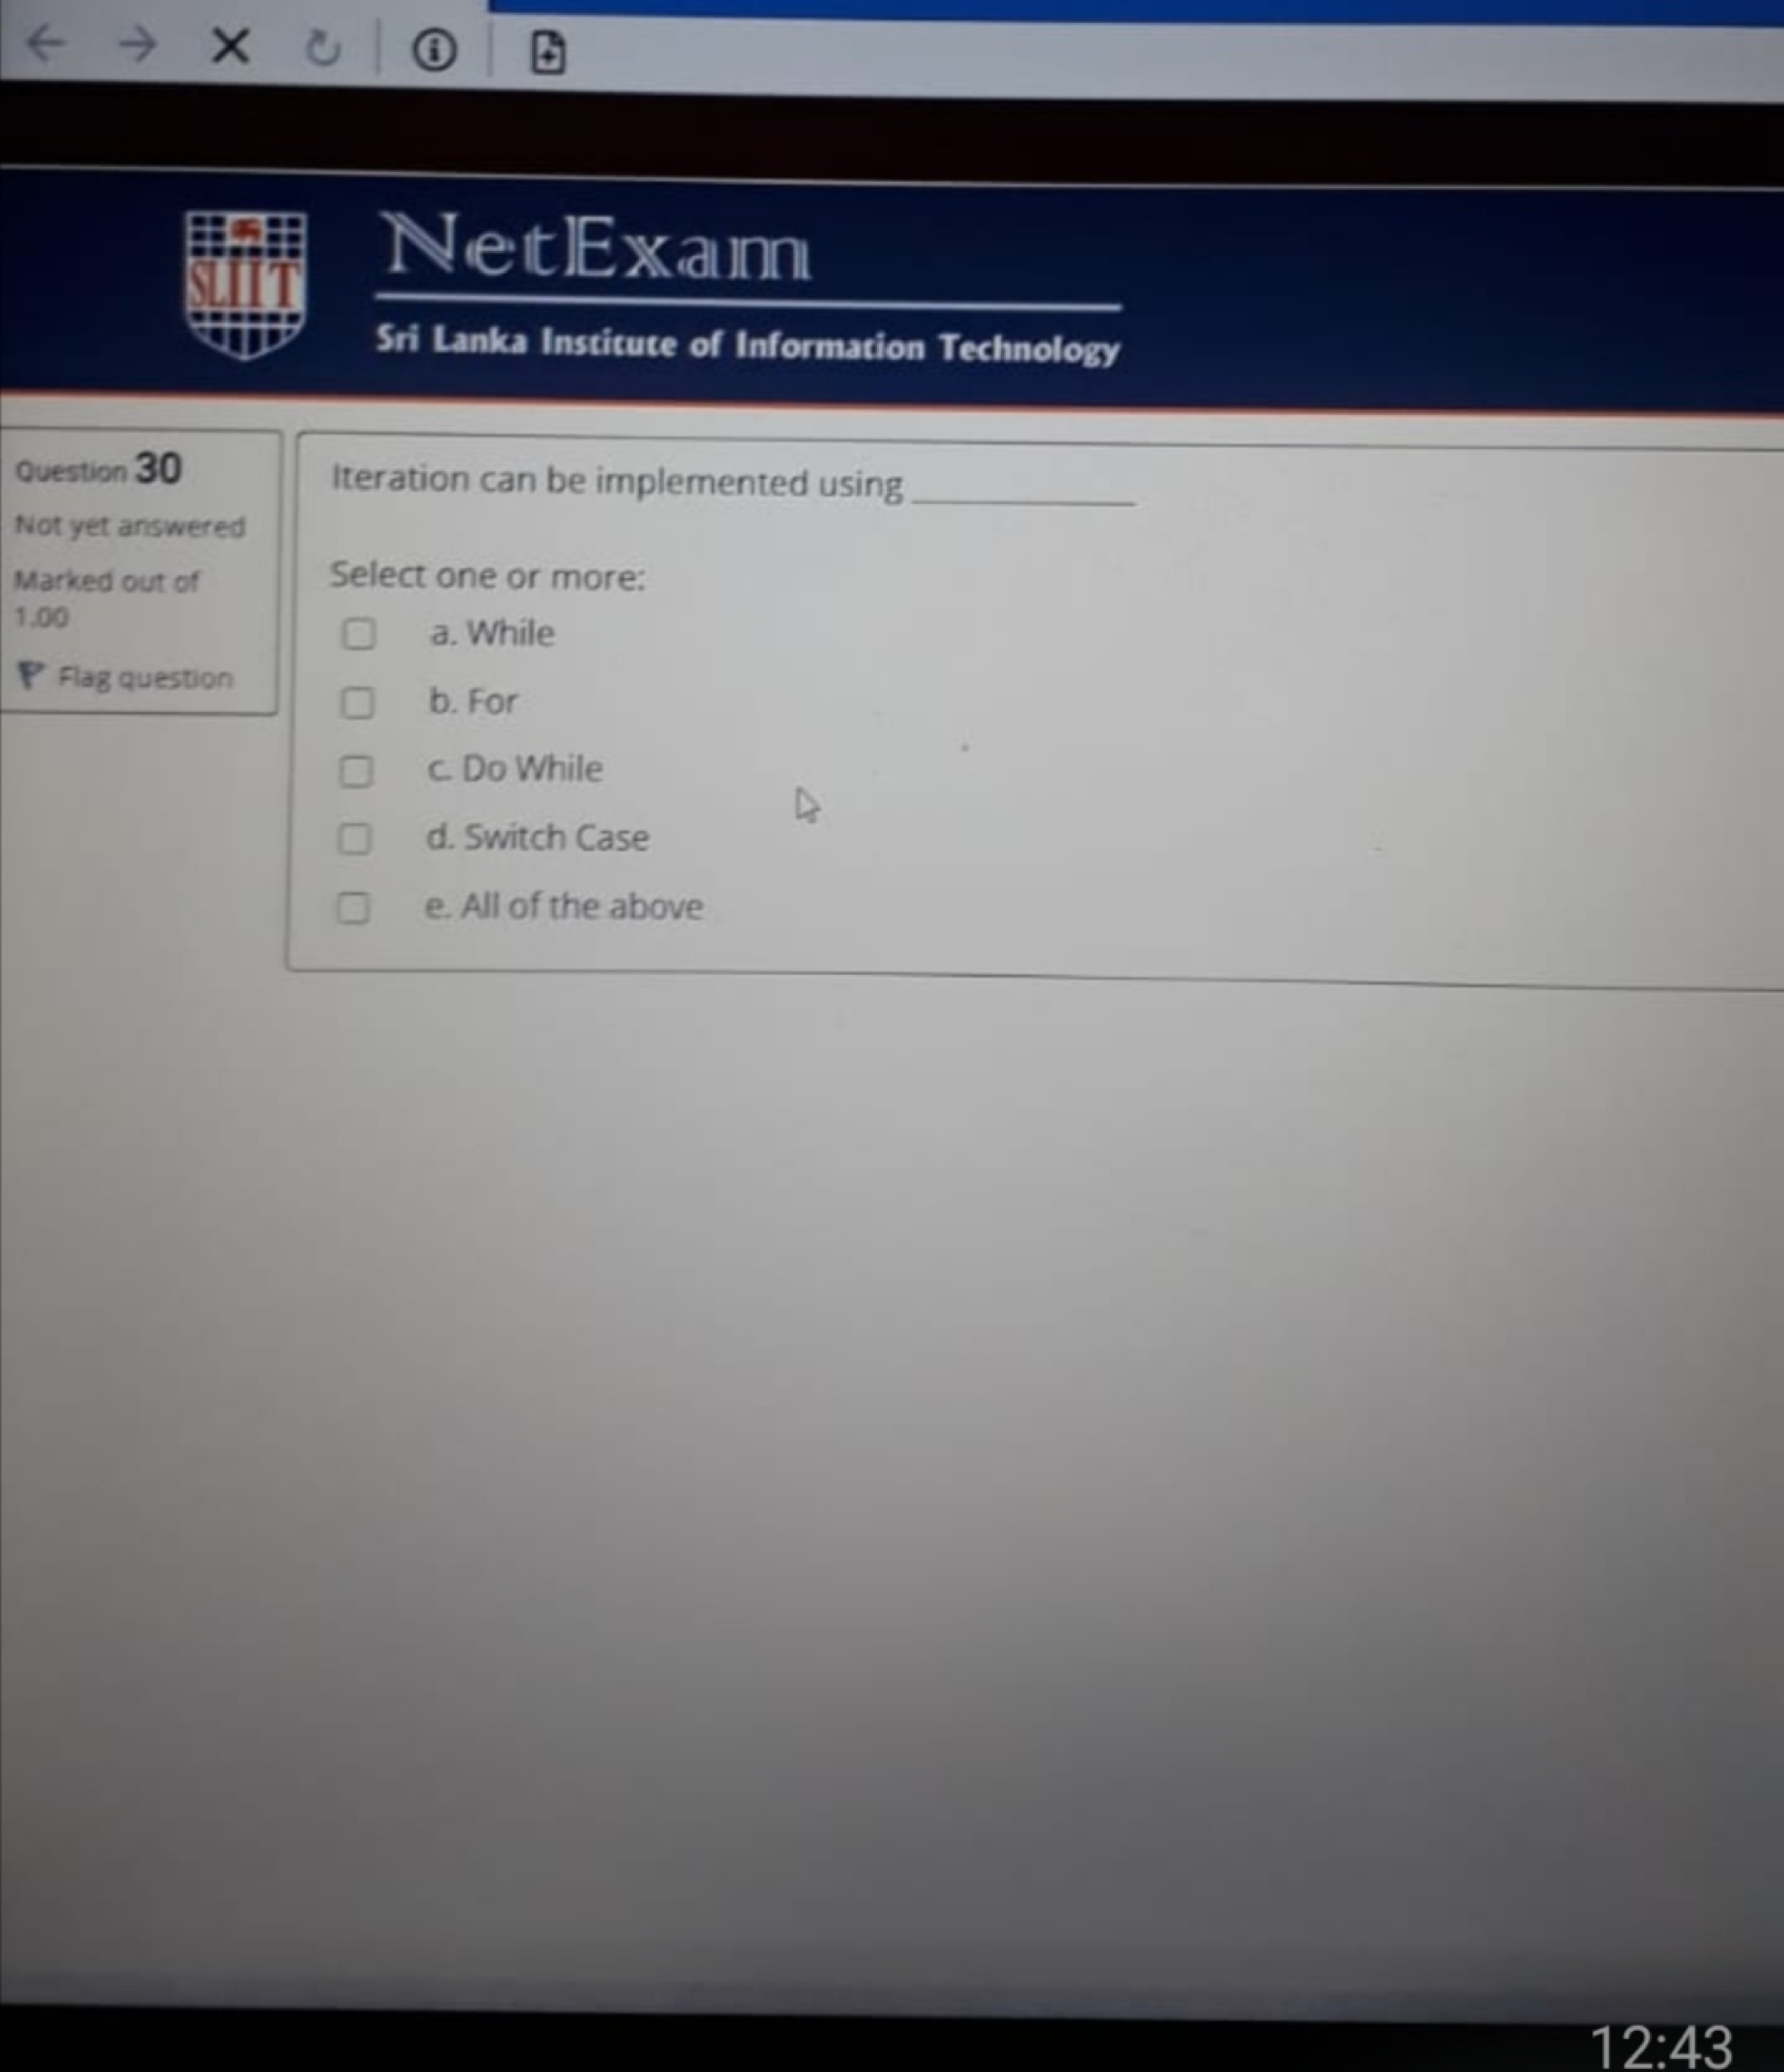 NetExam
SLIIT
Sri Lanka Institute of Information Technology
Question 30
Not yet answered
Marked out of
1.00
Flag question
Iteration can be implemented using __________
Select one or more:
a. While
b. For
c. Do While
d. Switch Case
e. All of the above
12:43